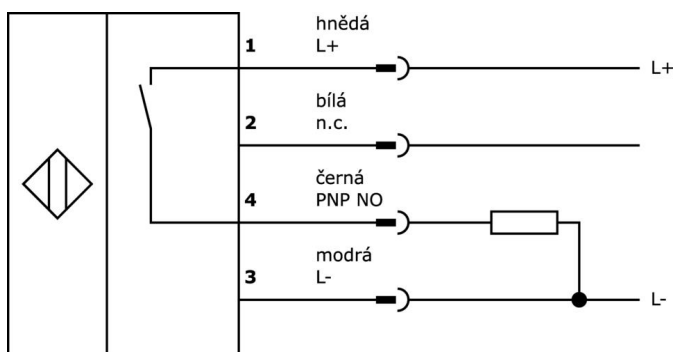 hnědá
1 L+ L+
bílá
2 n.c.
černá
4 PNP NO
modrá
3 L- L-